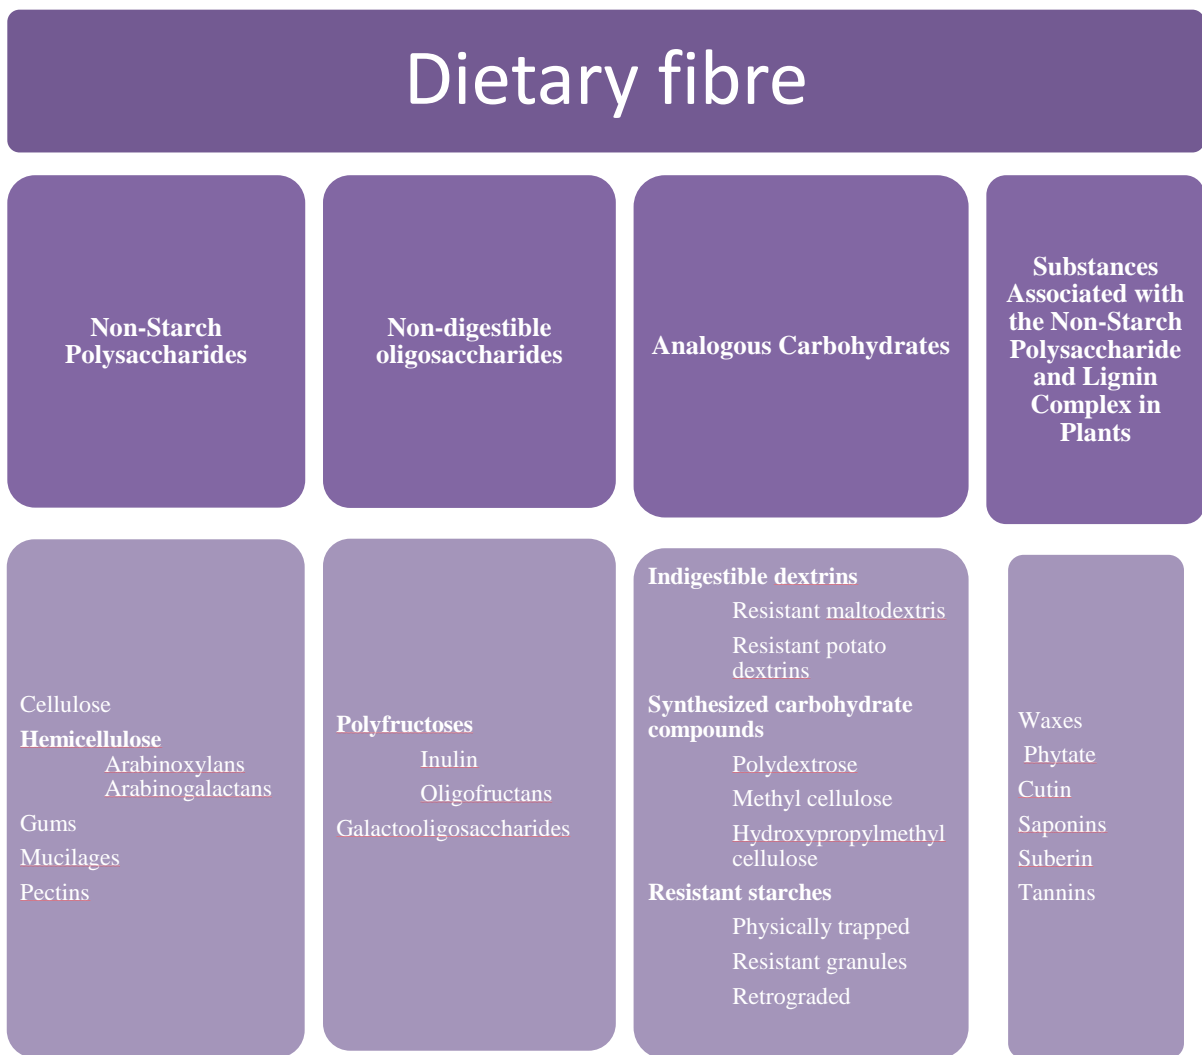 Dietary fibre
Non-Starch
Polysaccharides
Non-digestible
oligosaccharides
Analogous Carbohydrates
Substances
Associated with
the Non-Starch
Polysaccharide
and Lignin
Complex in
Plants
Cellulose
Hemicellulose
Arabinoxylans
Arabinogalactans
Gums
Mucilages
Pectins
Polyfructoses
Inulin
Oligofructans
Galactooligosaccharides
Indigestible dextrins
Resistant maltodextris
Resistant potato
dextrins
Synthesized carbohydrate
compounds
Polydextrose
Methyl cellulose
Hydroxypropylmethyl
cellulose
Resistant starches
Physically trapped
Resistant granules
Retrograded
Waxes
Phytate
Cutin
Saponins
Suberin
Tannins